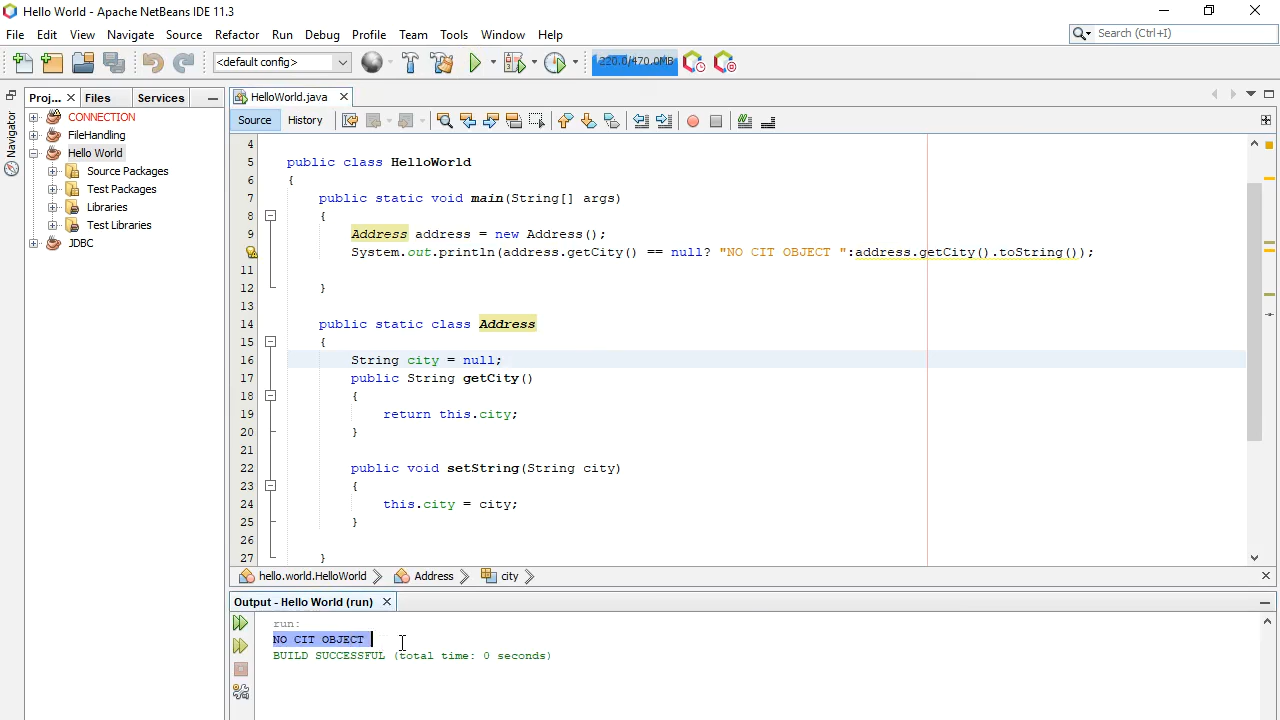 Hello World - Apache NetBeans IDE 11.3
File Edit View Navigate Source Refactor Run Debug Profile Team Tools Window Help
Search (Ctrl+I)
<default config>
220.0/470.0MB
Proj... Files Services
HelloWorld.java
Navigator
Source History
CONNECTION
FileHandling
Hello World
Source Packages
Test Packages
Libraries
Test Libraries
JDBC
4
5 public class HelloWorld
6 {
7 public static void main(String[] args)
8 {
9 Address address = new Address();
System.out.println(address.getCity() == null? "NO CIT OBJECT ":address.getCity().toString());
11
12 }
13
14 public static class Address
15 {
16 String city = null;
17 public String getCity()
18 {
19 return this.city;
20 }
21
22 public void setString(String city)
23 {
24 this.city = city;
25 }
26
27 }
hello.world.HelloWorld Address city
Output - Hello World (run)
run:
NO CIT OBJECT
BUILD SUCCESSFUL (total time: 0 seconds)